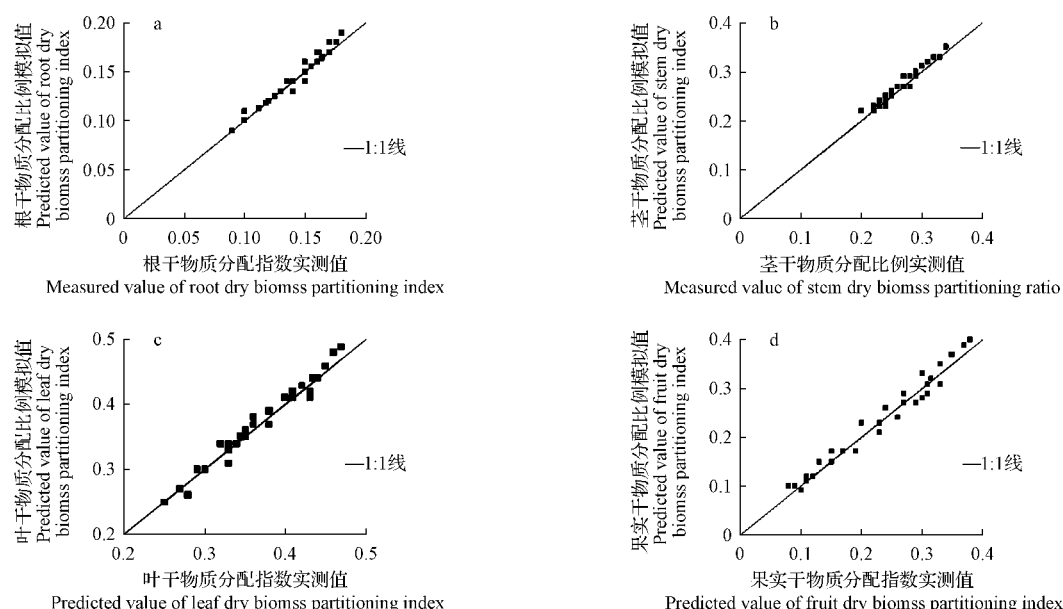 a
根干物质分配比例模拟值
Predicted value of root dry
biomss partitioning index
0.20
0.15
0.10
0.05
0
0
0.05
0.10
0.15
0.20
1:1线
根干物质分配指数实测值
Measured value of root dry biomss partitioning index
b
茎干物质分配比例模拟值
Predicted value of stem dry
biomss partitioning index
0.4
0.3
0.2
0.1
0
0
0.1
0.2
0.3
0.4
1:1线
茎干物质分配比例实测值
Measured value of stem dry biomss partitioning ratio
c
叶干物质分配比例模拟值
Predicted value of leaf dry
biomss partitioning index
0.5
0.4
0.3
0.2
0.2
0.3
0.4
0.5
1:1线
叶干物质分配指数实测值
Predicted value of leaf dry biomss partitioning index
d
果实干物质分配比例模拟值
Predicted value of fruit dry
biomss partitioning index
0.4
0.3
0.2
0.1
0
0
0.1
0.2
0.3
0.4
1:1线
果实干物质分配指数实测值
Predicted value of fruit dry biomss partitioning index